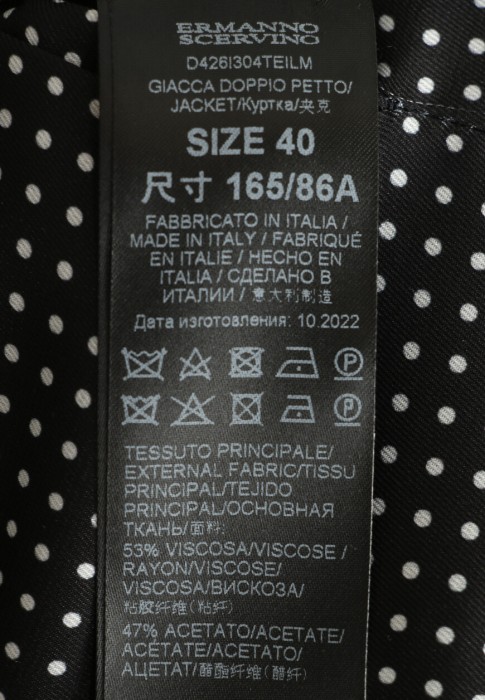 ERMANNO
SCERVINO
D426I304TEILM
GIACCA DOPPIO PETTO/
JACKET/Куртка/夹克
SIZE 40
尺寸 165/86A
FABBRICATO IN ITALIA /
MADE IN ITALY / FABRIQUÉ
EN ITALIE / HECHO EN
ITALIA / СДЕЛАНО В
ИТАЛИИ / 意大利制造
Дата изготовления: 10.2022
P
P
TESSUTO PRINCIPALE/
EXTERNAL FABRIC/TISSU
PRINCIPAL/TEJIDO
PRINCIPAL/ОСНОВНАЯ
ТКАНЬ/面料:
53% VISCOSA/VISCOSE /
RAYON/VISCOSE/
VISCOSA/ВИСКОЗА/
粘胶纤维(粘纤)
47% ACETATO/ACETATE/
ACÉTATE/ACETATO/
АЦЕТАТ/醋酯纤维(醋纤)